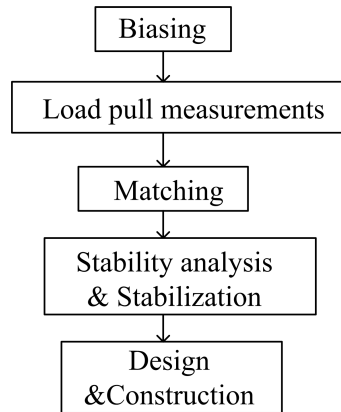 Biasing
Load pull measurements
Matching
Stability analysis
& Stabilization
Design
&Construction